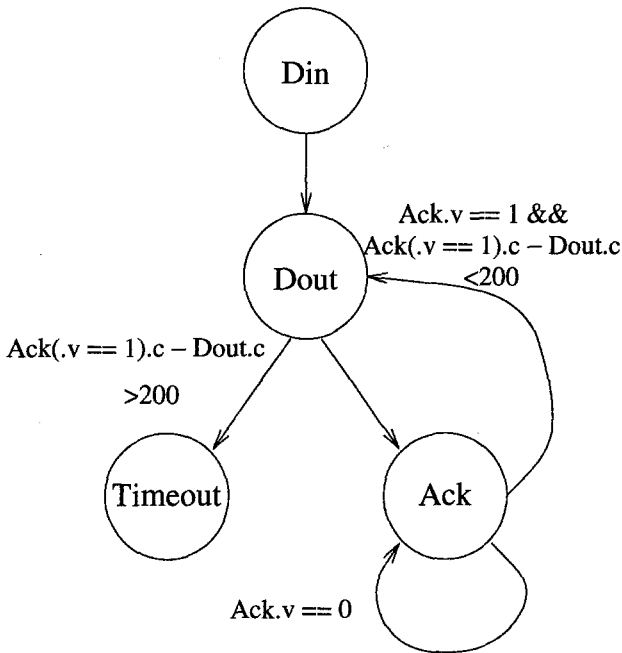 Din
Ack.v == 1 &&
Ack(.v == 1).c – Dout.c
<200
Dout
Ack(.v == 1).c – Dout.c
>200
Timeout
Ack
Ack.v == 0